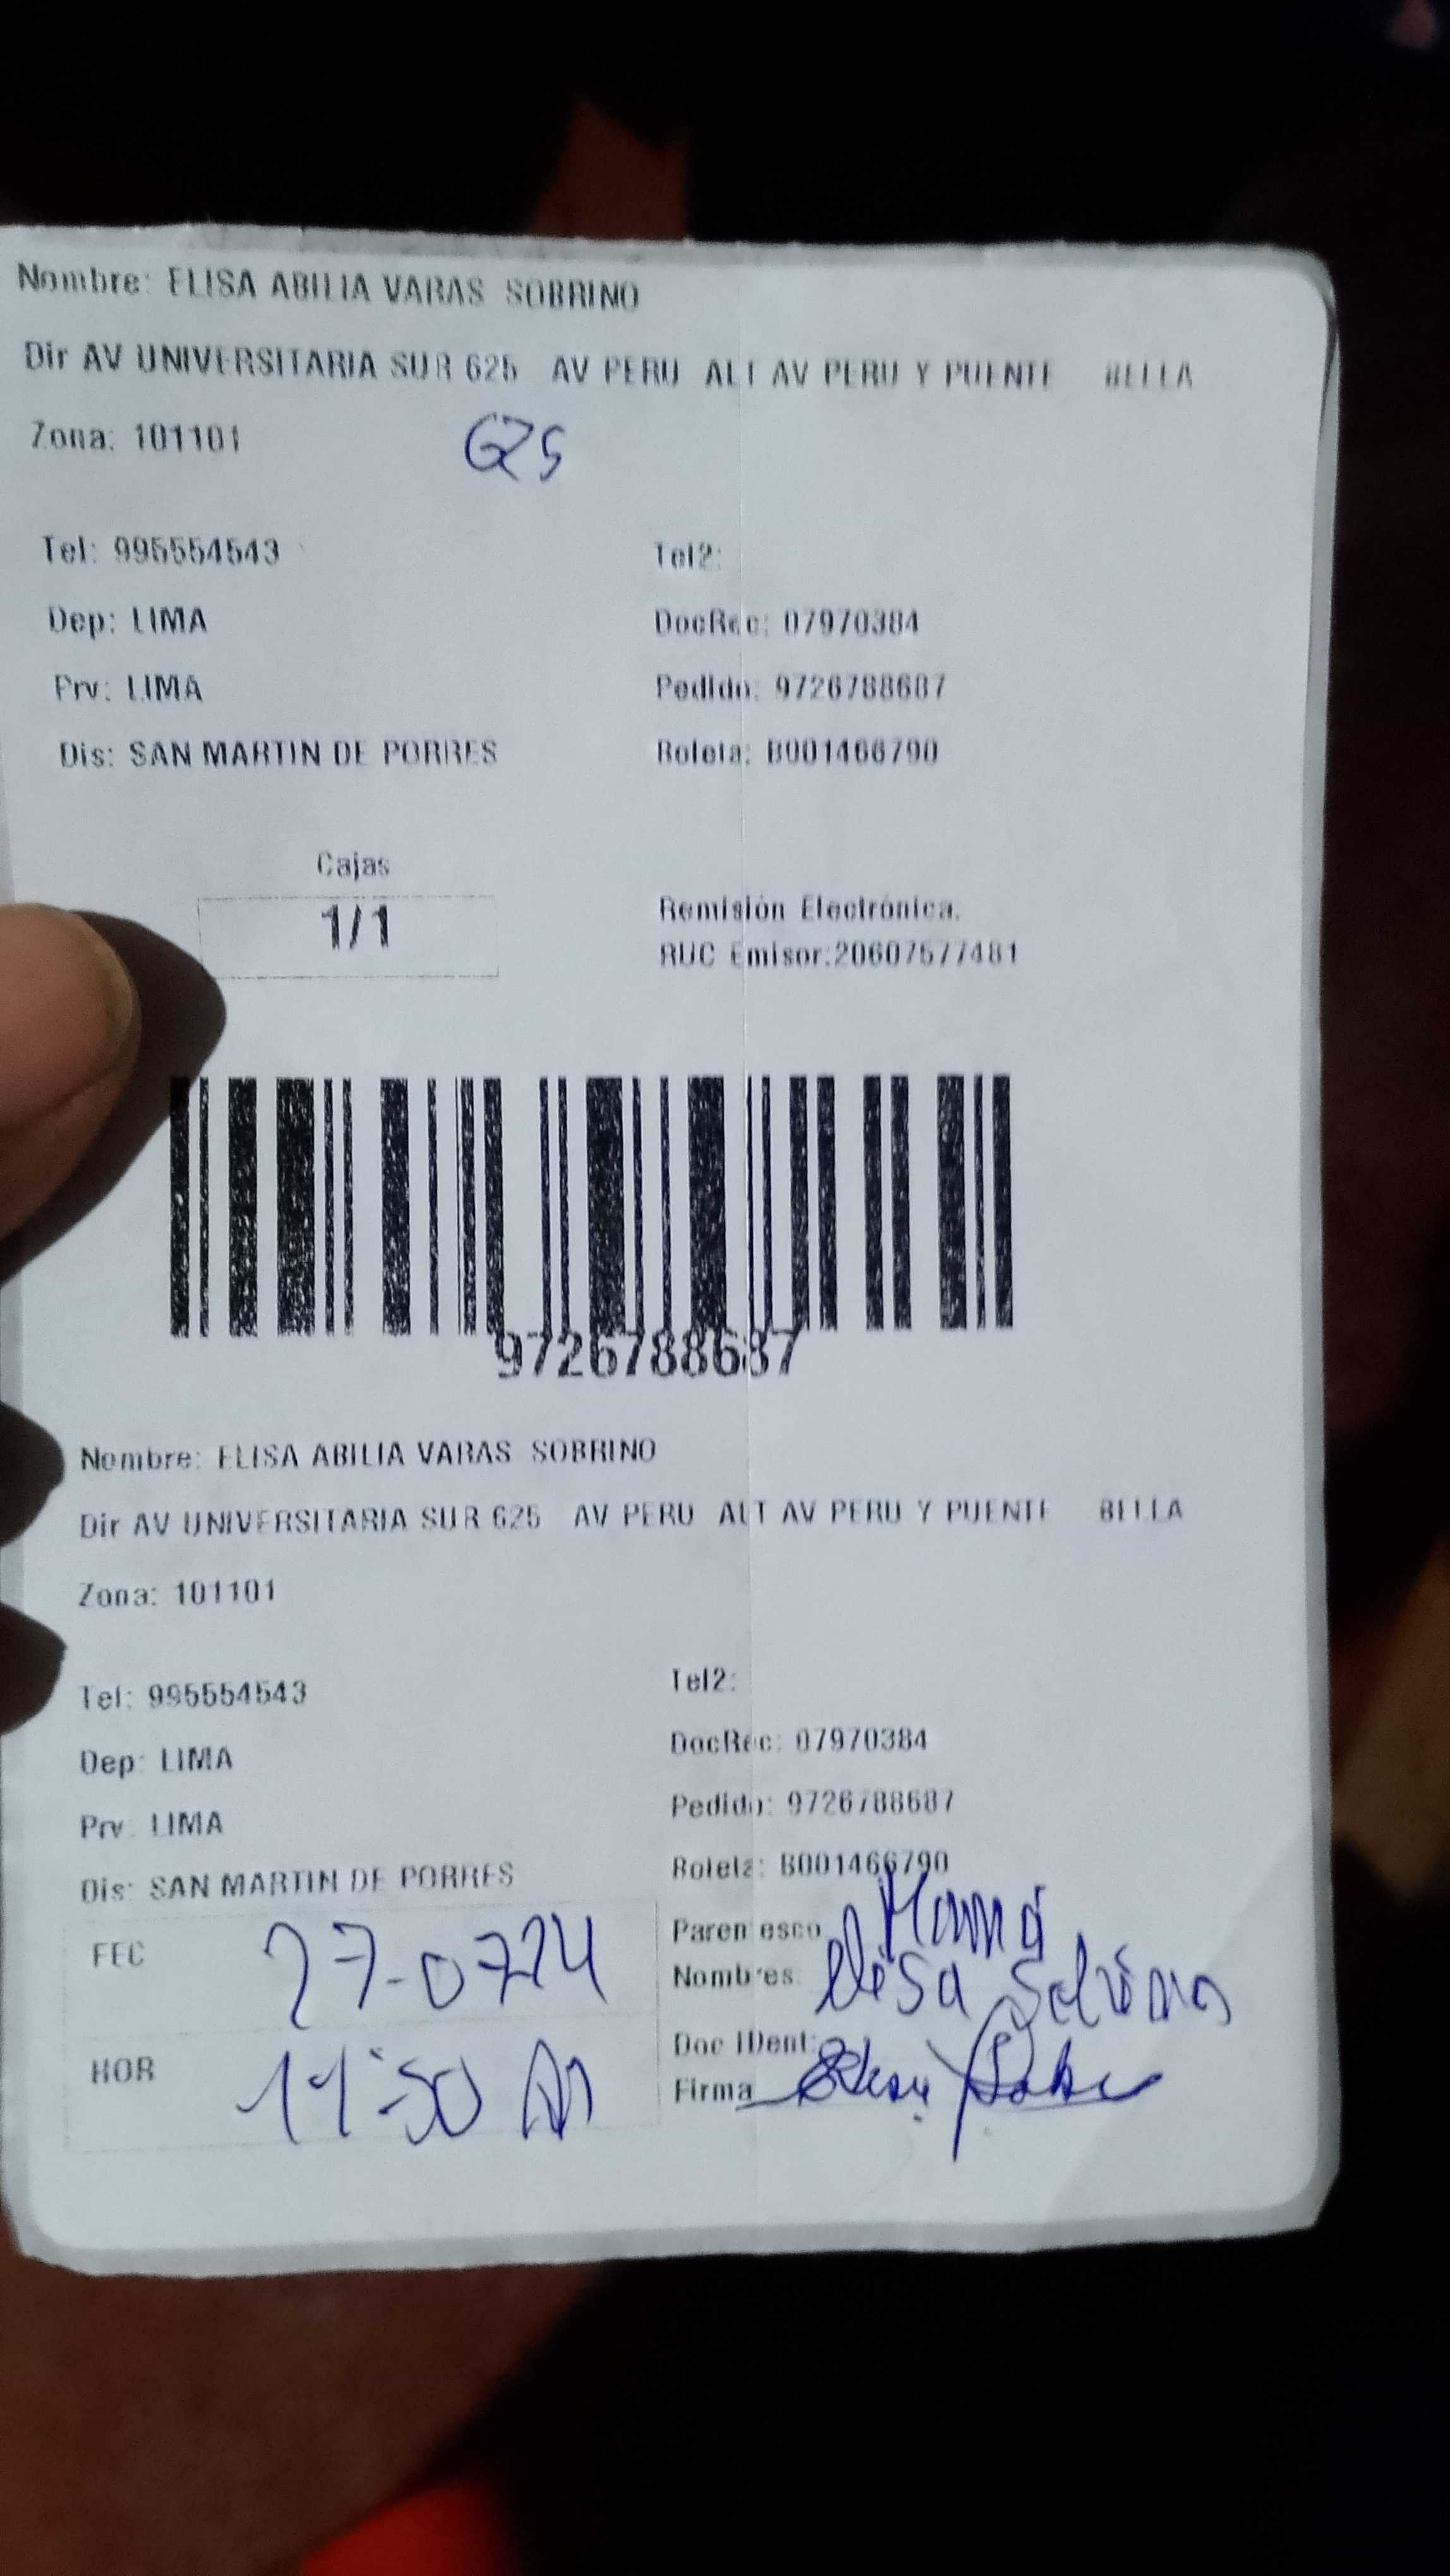 Nombre: ELISA ABILIA VARAS SOBRINO
Dir AV UNIVERSITARIA SUR 625 AV PERU ALT AV PERU Y PUENTE BELLA
Zona: 101101
625
Tel: 995554543 Tel2:
Dep: LIMA DocRec: 07970384
Prv: LIMA Pedido: 9726788687
Dis: SAN MARTIN DE PORRES Boleta: B001466790
Cajas
1/1
Remisión Electrónica.
RUC Emisor:20607577481
9726788687
Nombre: ELISA ABILIA VARAS SOBRINO
Dir AV UNIVERSITARIA SUR 625 AV PERU ALT AV PERU Y PUENTE BELLA
Zona: 101101
Tel: 995554543 Tel2:
Dep: LIMA DocRec: 07970384
Prv: LIMA Pedido: 9726788687
Dis: SAN MARTIN DE PORRES Boleta: B001466790
FEC 27-07-24 Parentesco Mamá
Nombres: Elisa Sobrino
HOR 11:50 Am Doc IDent:
Firma